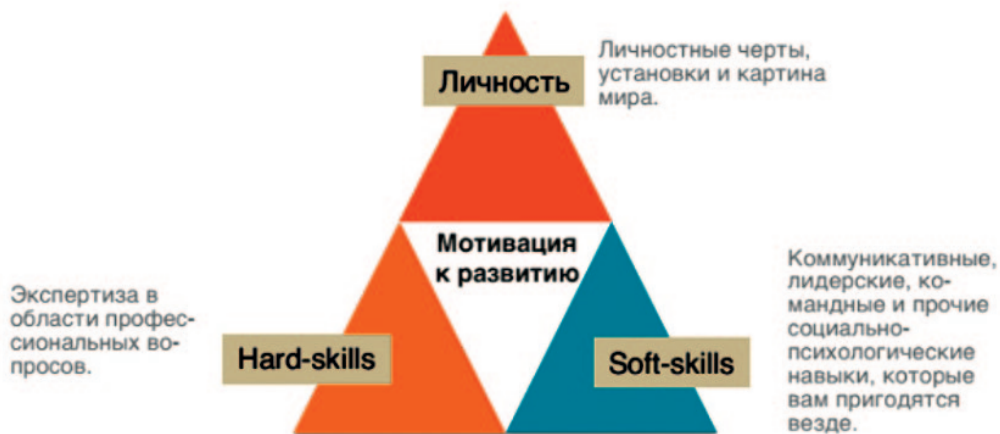 Личность
Личностные черты,
установки и картина
мира.
Мотивация
к развитию
Экспертиза в
области профес-
сиональных во-
просов.
Hard-skills
Soft-skills
Коммуникативные,
лидерские, ко-
мандные и прочие
социально-
психологические
навыки, которые
вам пригодятся
везде.